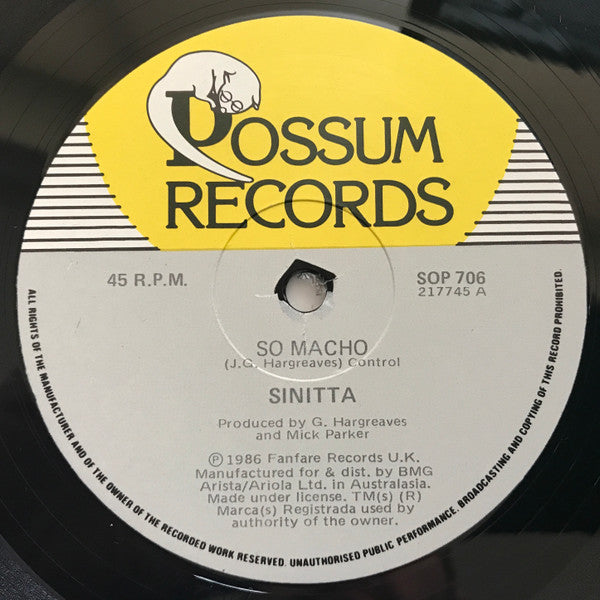 POSSUM
RECORDS
45 R.P.M.
SOP 706
217745 A
SO MACHO
(J.G. Hargreaves) Control
SINITTA
Produced by G. Hargreaves
and Mick Parker
Ⓟ 1986 Fanfare Records U.K.
Manufactured for & dist. by BMG
Arista/Ariola Ltd. in Australasia.
Made under license. TM(s) (R)
Marca(s) Registrada used by
authority of the owner.
ALL RIGHTS OF THE MANUFACTURER AND OF THE OWNER OF THE RECORDED WORK RESERVED. UNAUTHORISED PUBLIC PERFORMANCE, BROADCASTING AND COPYING OF THIS RECORD PROHIBITED.